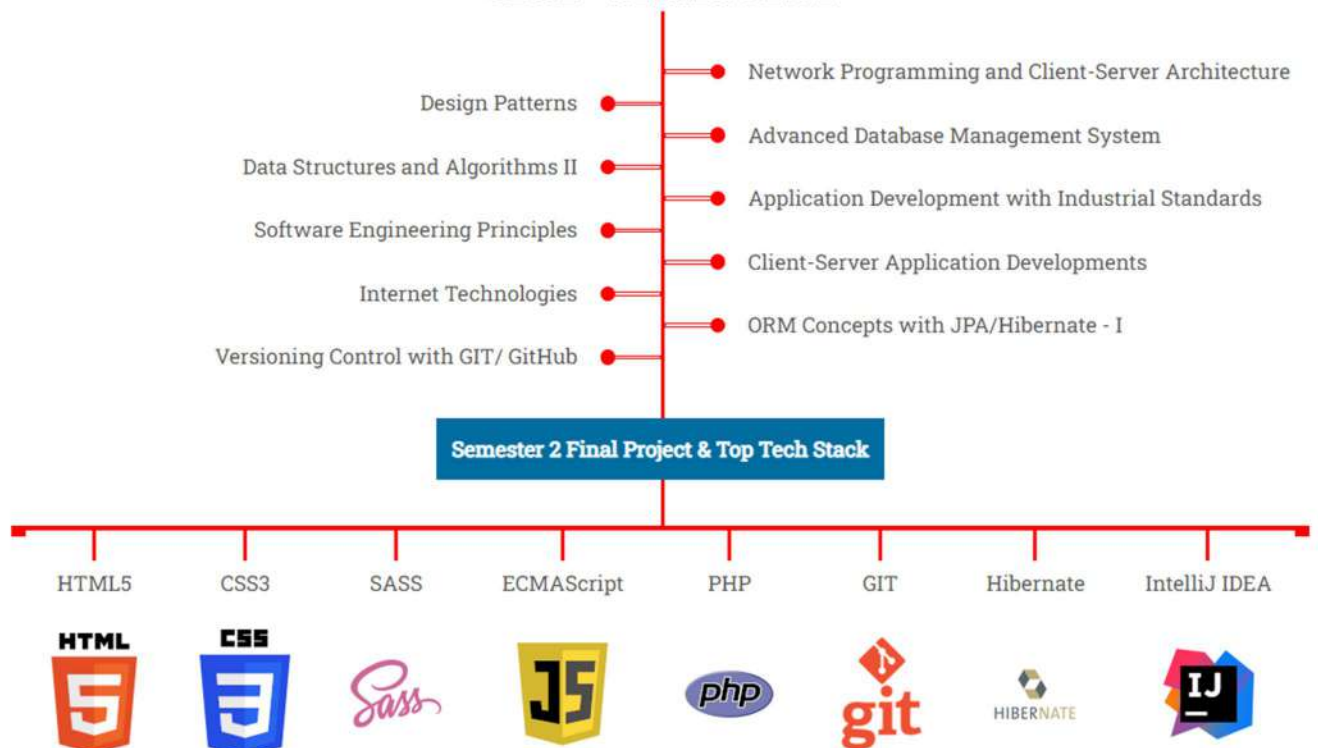 Network Programming and Client-Server Architecture
Design Patterns
Advanced Database Management System
Data Structures and Algorithms II
Application Development with Industrial Standards
Software Engineering Principles
Client-Server Application Developments
Internet Technologies
ORM Concepts with JPA/Hibernate - I
Versioning Control with GIT/ GitHub
Semester 2 Final Project & Top Tech Stack
HTML5 CSS3 SASS ECMAScript PHP GIT Hibernate IntelliJ IDEA
HTML CSS
5 3 Sass JS php git HIBERNATE IJ